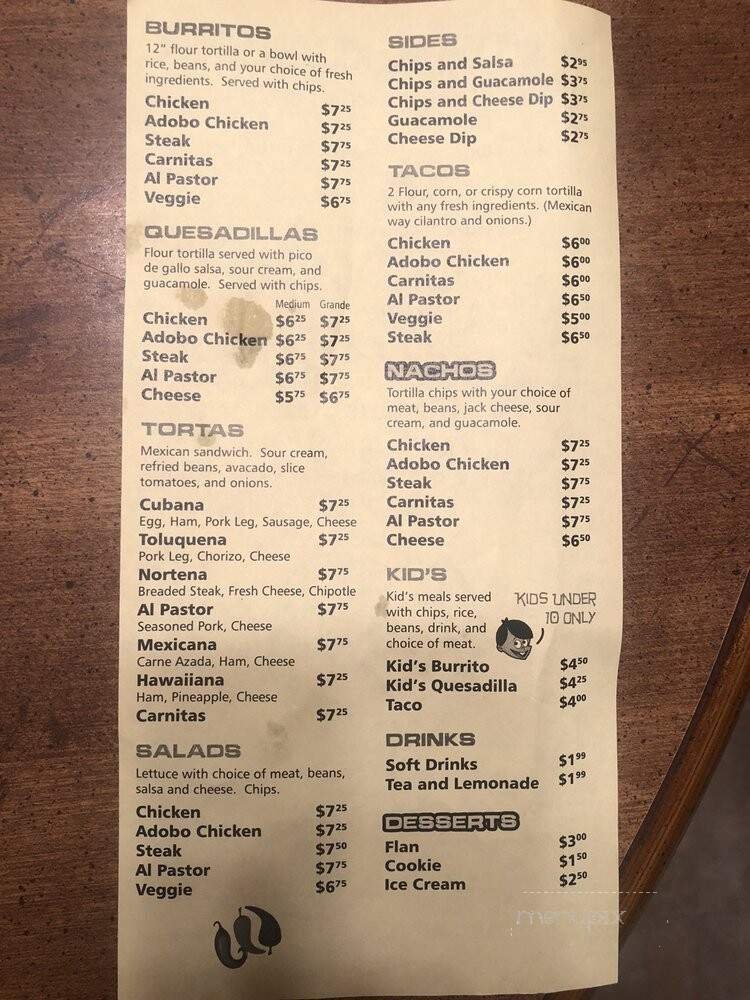 BURRITOS
12" flour tortilla or a bowl with
rice, beans, and your choice of fresh
ingredients. Served with chips.
Chicken $7²⁵
Adobo Chicken $7²⁵
Steak $7⁷⁵
Carnitas $7²⁵
Al Pastor $7⁷⁵
Veggie $6⁷⁵
QUESADILLAS
Flour tortilla served with pico
de gallo salsa, sour cream, and
guacamole. Served with chips.
Medium Grande
Chicken $6²⁵ $7²⁵
Adobo Chicken $6²⁵ $7²⁵
Steak $6⁷⁵ $7⁷⁵
Al Pastor $6⁷⁵ $7⁷⁵
Cheese $5⁷⁵ $6⁷⁵
TORTAS
Mexican sandwich. Sour cream,
refried beans, avacado, slice
tomatoes, and onions.
Cubana $7²⁵
Egg, Ham, Pork Leg, Sausage, Cheese
Toluquena $7²⁵
Pork Leg, Chorizo, Cheese
Nortena $7⁷⁵
Breaded Steak, Fresh Cheese, Chipotle
Al Pastor $7⁷⁵
Seasoned Pork, Cheese
Mexicana $7⁷⁵
Carne Azada, Ham, Cheese
Hawaiiana $7²⁵
Ham, Pineapple, Cheese
Carnitas $7²⁵
SALADS
Lettuce with choice of meat, beans,
salsa and cheese. Chips.
Chicken $7²⁵
Adobo Chicken $7²⁵
Steak $7⁵⁰
Al Pastor $7⁷⁵
Veggie $6⁷⁵
SIDES
Chips and Salsa $2⁹⁵
Chips and Guacamole $3⁷⁵
Chips and Cheese Dip $3⁷⁵
Guacamole $2⁷⁵
Cheese Dip $2⁷⁵
TACOS
2 Flour, corn, or crispy corn tortilla
with any fresh ingredients. (Mexican
way cilantro and onions.)
Chicken $6⁰⁰
Adobo Chicken $6⁰⁰
Carnitas $6⁰⁰
Al Pastor $6⁵⁰
Veggie $5⁰⁰
Steak $6⁵⁰
NACHOS
Tortilla chips with your choice of
meat, beans, jack cheese, sour
cream, and guacamole.
Chicken $7²⁵
Adobo Chicken $7²⁵
Steak $7⁷⁵
Carnitas $7²⁵
Al Pastor $7⁷⁵
Cheese $6⁵⁰
KID'S
Kid's meals served
with chips, rice,
beans, drink, and
choice of meat.
KIDS UNDER
10 ONLY
Kid's Burrito $4⁵⁰
Kid's Quesadilla $4²⁵
Taco $4⁰⁰
DRINKS
Soft Drinks $1⁹⁹
Tea and Lemonade $1⁹⁹
DESSERTS
Flan $3⁰⁰
Cookie $1⁵⁰
Ice Cream $2⁵⁰